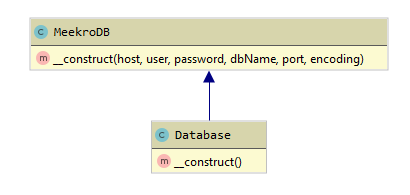 C MeekroDB
m __construct(host, user, password, dbName, port, encoding)
C Database
m __construct()